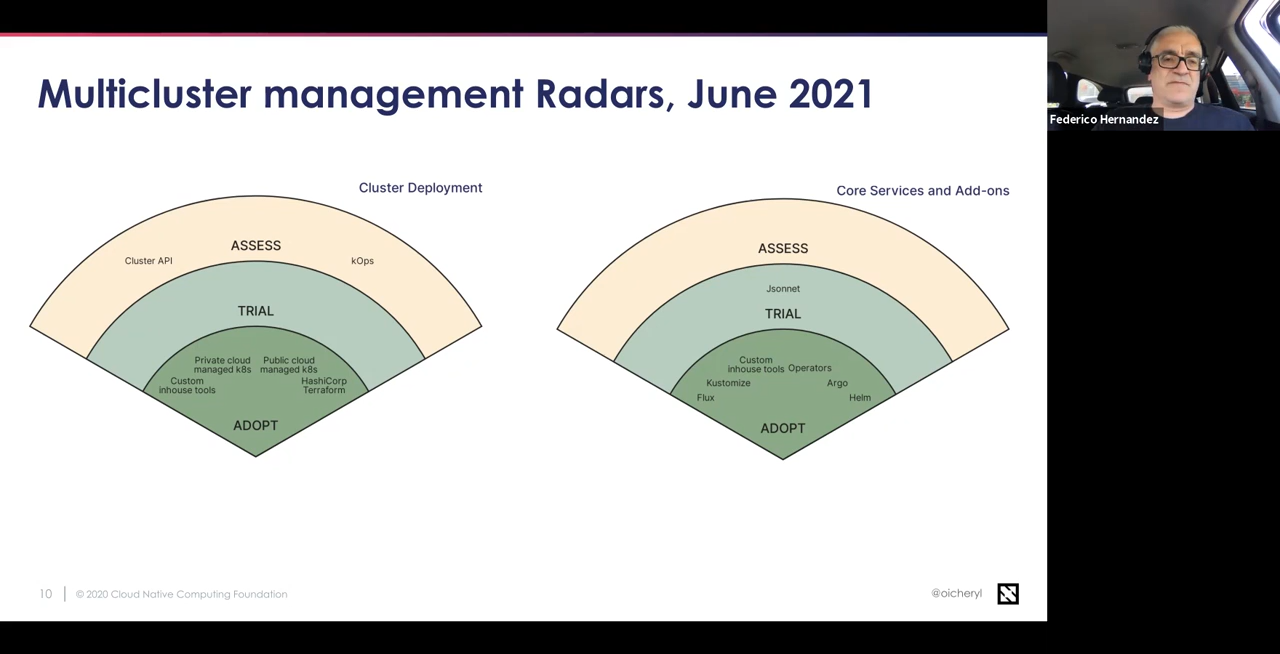 Multicluster management Radars, June 2021
Cluster Deployment
ASSESS
Cluster API
kOps
TRIAL
Private cloud
managed k8s
Public cloud
managed k8s
Custom
inhouse tools
HashiCorp
Terraform
ADOPT
Core Services and Add-ons
ASSESS
Jsonnet
TRIAL
Custom
inhouse tools
Operators
Kustomize
Argo
Flux
Helm
ADOPT
10
© 2020 Cloud Native Computing Foundation
@oicheryl
Federico Hernandez